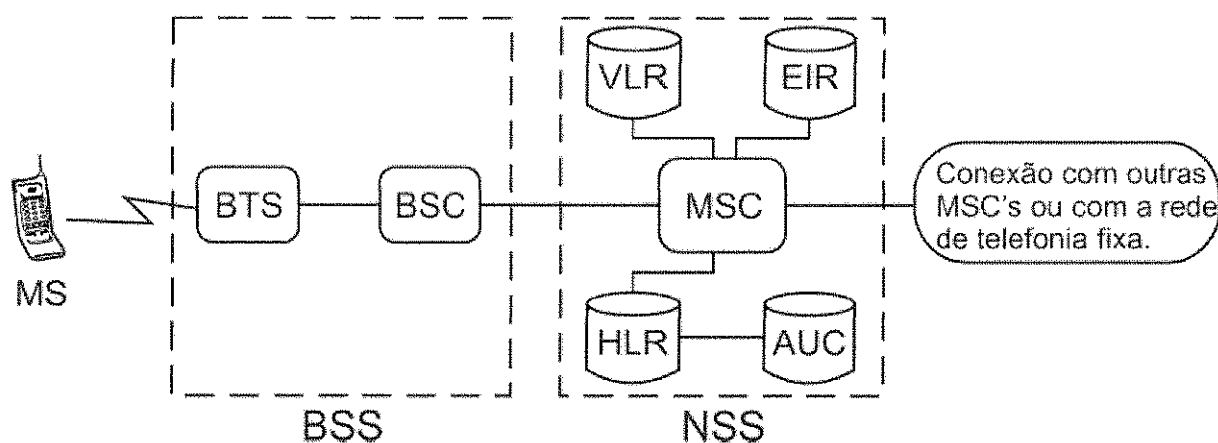 VLR
EIR
BTS
BSC
MSC
Conexão com outras
MSC's ou com a rede
de telefonia fixa.
MS
HLR
AUC
BSS
NSS